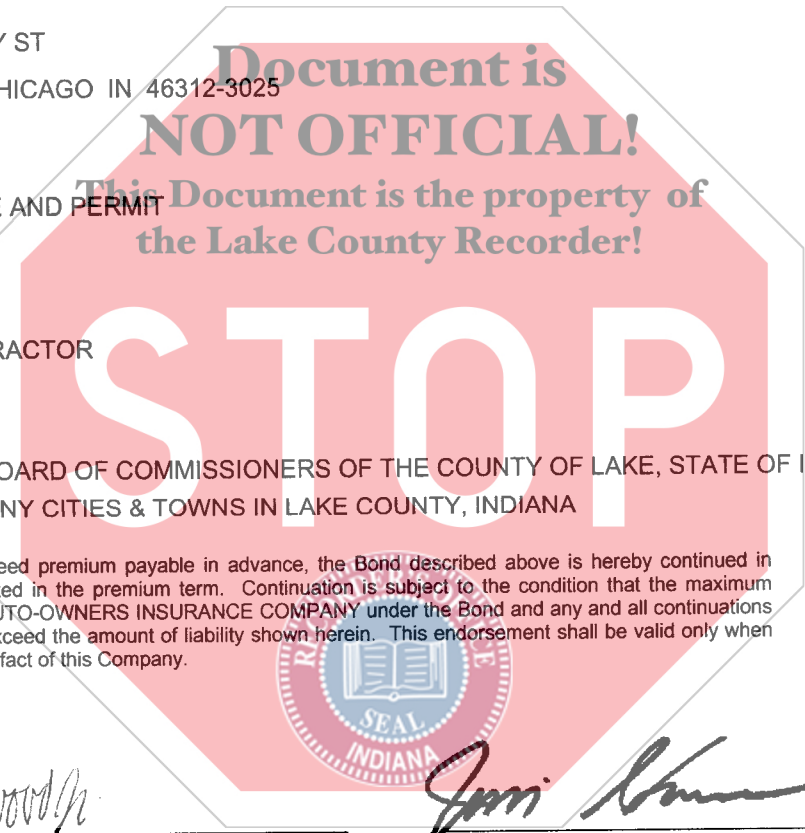 Y ST
HICAGO IN 46312-3025
Document is
NOT OFFICIAL!
This Document is the property of
the Lake County Recorder!
E AND PERMIT
STOP
RACTOR
OARD OF COMMISSIONERS OF THE COUNTY OF LAKE, STATE OF I
NY CITIES & TOWNS IN LAKE COUNTY, INDIANA
eed premium payable in advance, the Bond described above is hereby continued in
ed in the premium term. Continuation is subject to the condition that the maximum
UTO-OWNERS INSURANCE COMPANY under the Bond and any and all continuations
xceed the amount of liability shown herein. This endorsement shall be valid only when
fact of this Company.
RECORDER'S OFFICE
SEAL
INDIANA